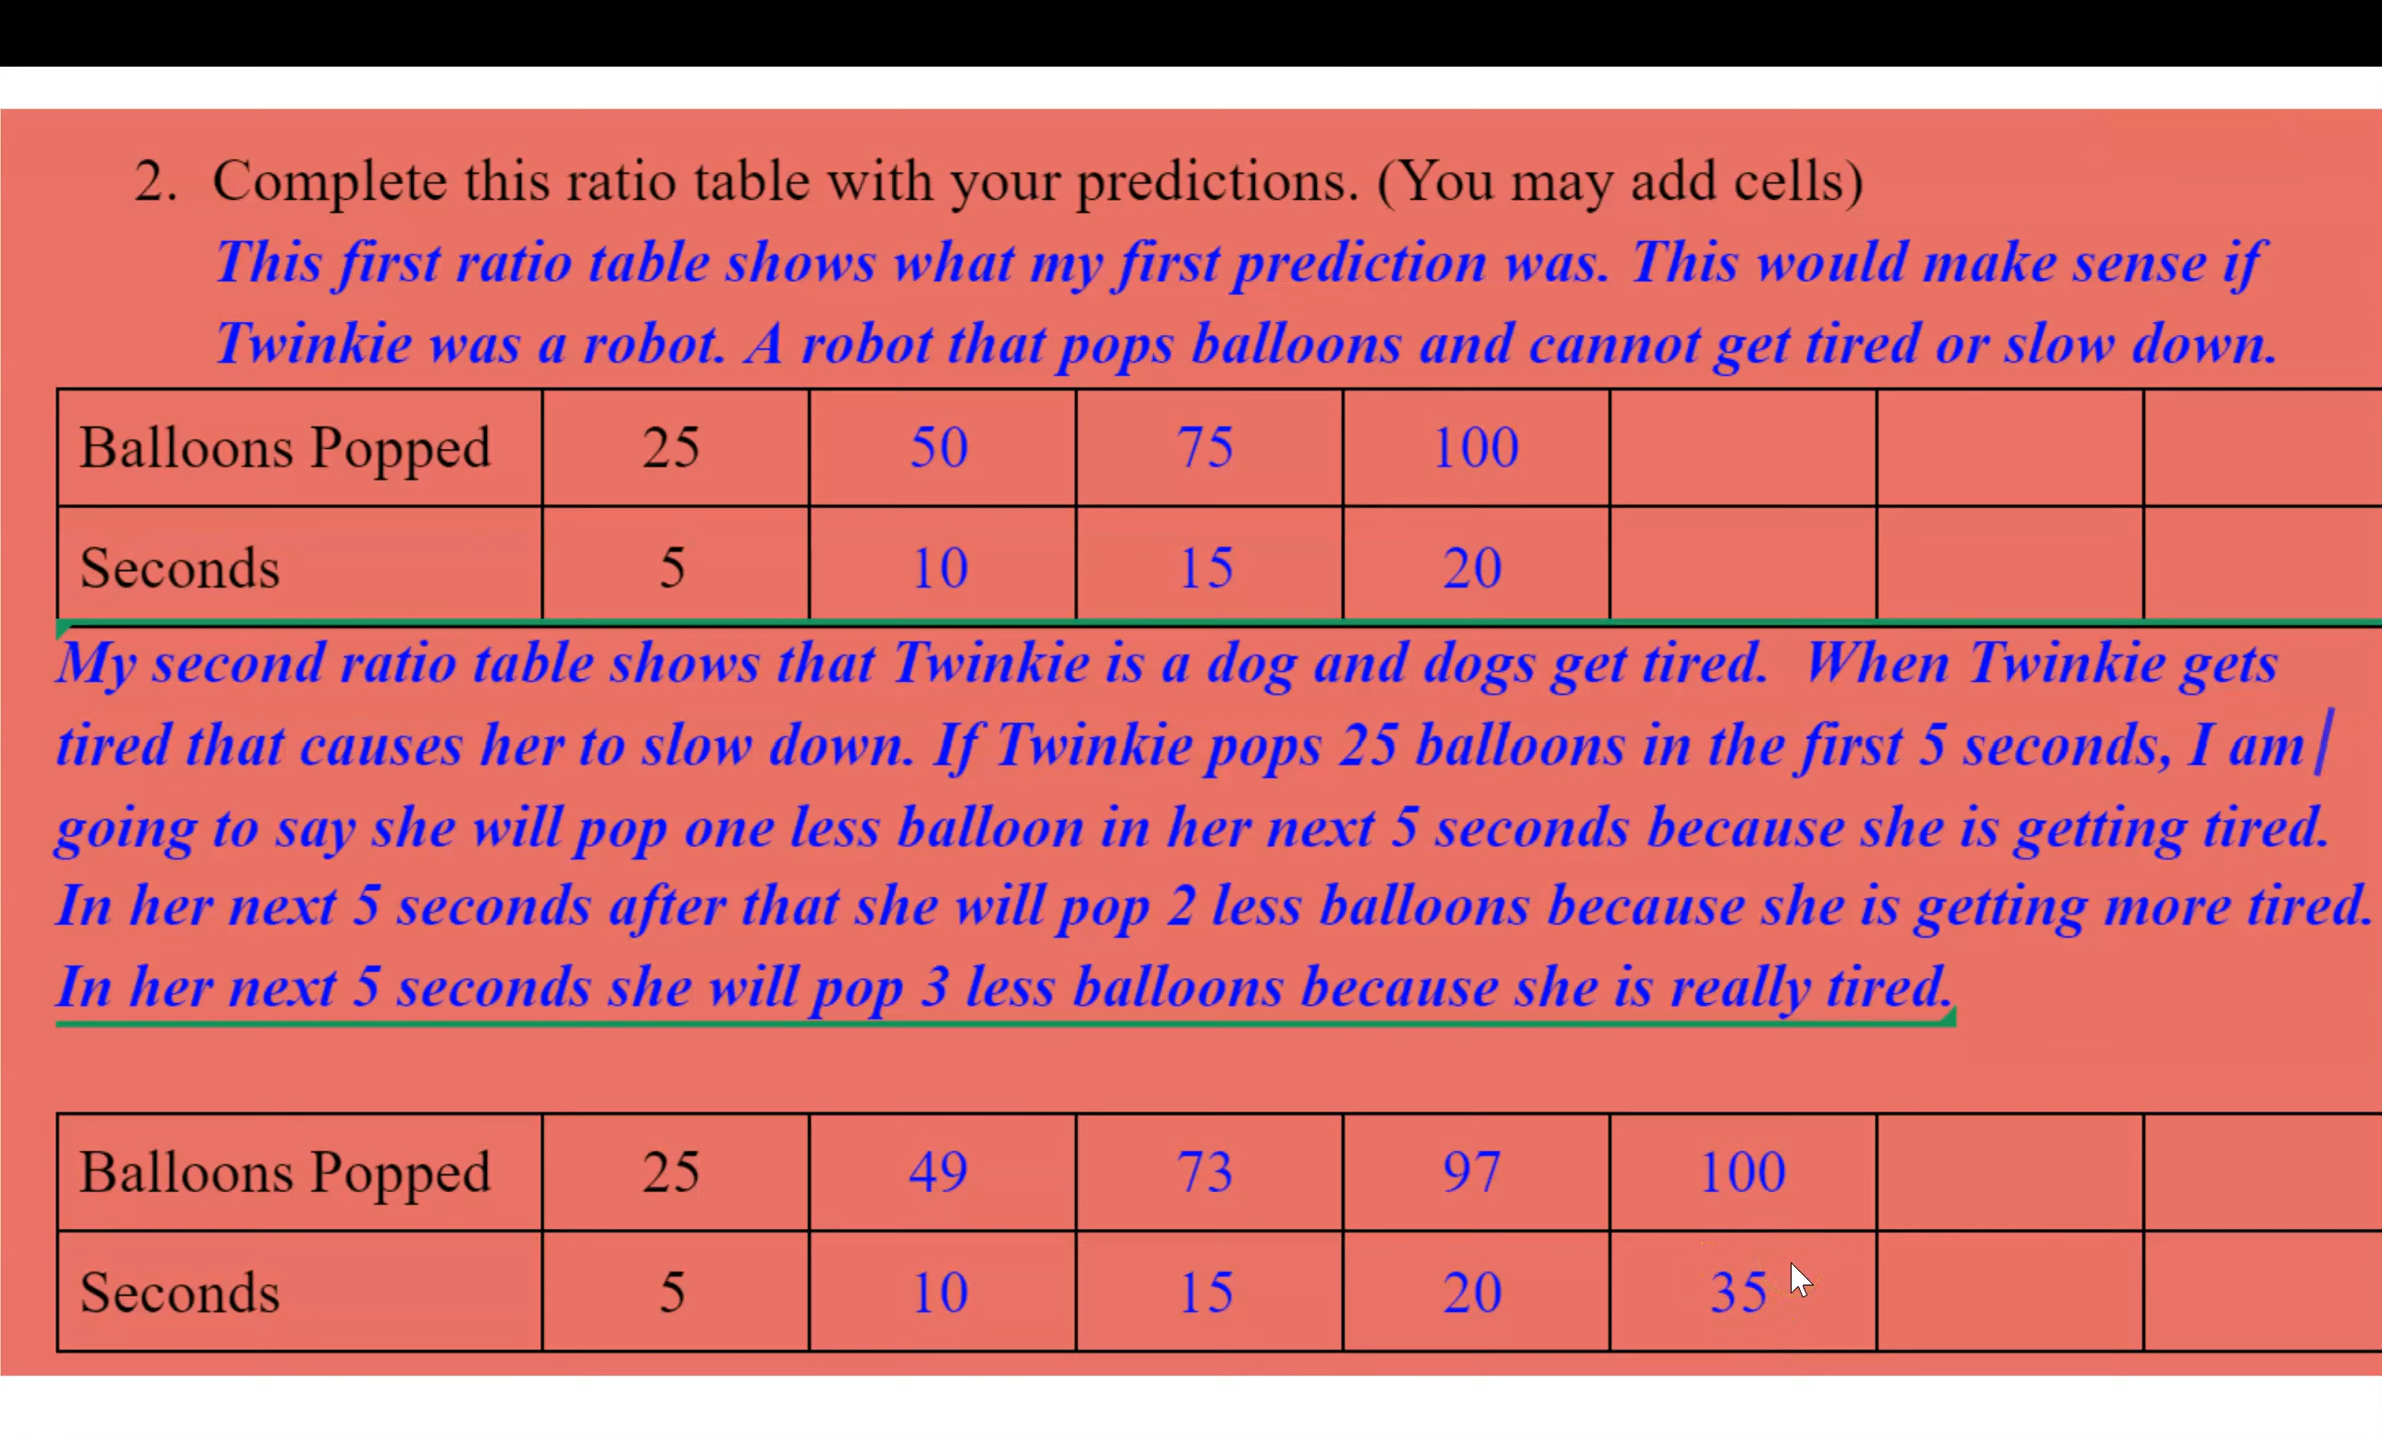 2. Complete this ratio table with your predictions. (You may add cells)
This first ratio table shows what my first prediction was. This would make sense if
Twinkie was a robot. A robot that pops balloons and cannot get tired or slow down.
Balloons Popped 25 50 75 100
Seconds 5 10 15 20
My second ratio table shows that Twinkie is a dog and dogs get tired. When Twinkie gets
tired that causes her to slow down. If Twinkie pops 25 balloons in the first 5 seconds, I am
going to say she will pop one less balloon in her next 5 seconds because she is getting tired.
In her next 5 seconds after that she will pop 2 less balloons because she is getting more tired.
In her next 5 seconds she will pop 3 less balloons because she is really tired.
Balloons Popped 25 49 73 97 100
Seconds 5 10 15 20 35